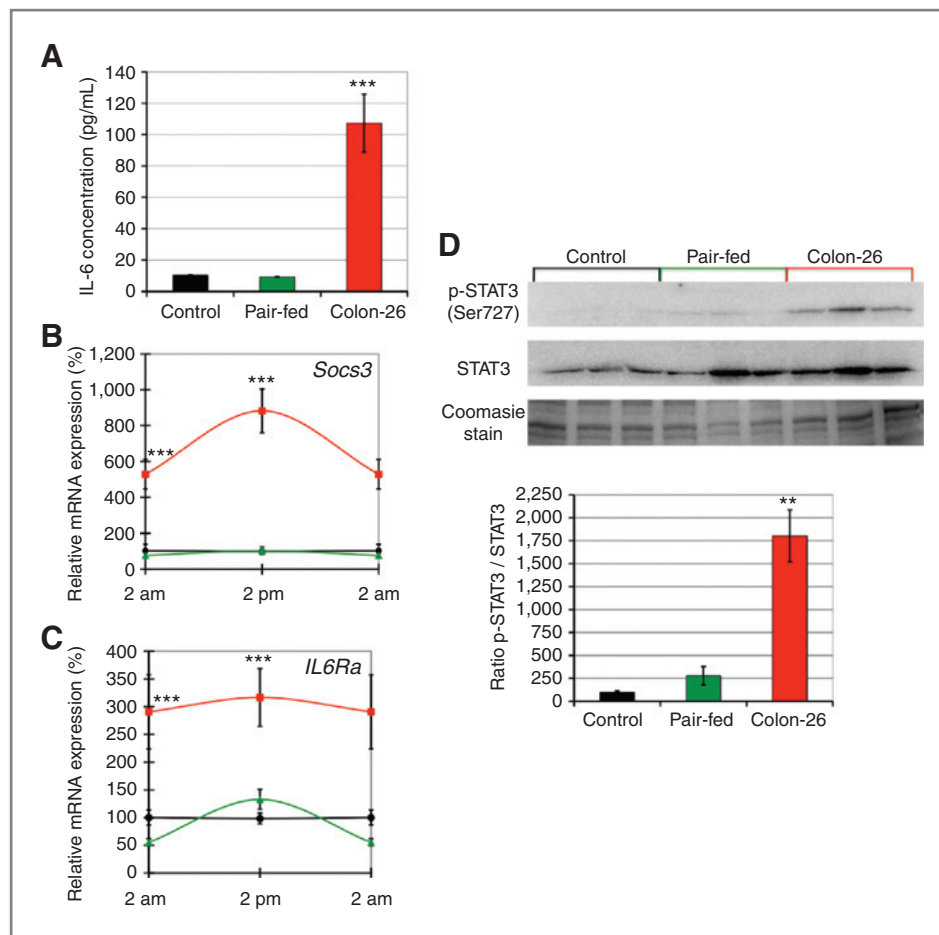 A
IL-6 concentration (pg/mL)
140
120
100
80
60
40
20
0
***
Control Pair-fed Colon-26
B
Relative mRNA expression (%)
1,200
1,000
800
600
400
200
0
Socs3
***
***
2 am 2 pm 2 am
C
Relative mRNA expression (%)
400
350
300
250
200
150
100
50
0
IL6Ra
***
***
2 am 2 pm 2 am
D
Control Pair-fed Colon-26
p-STAT3
(Ser727)
STAT3
Coomasie
stain
Ratio p-STAT3 / STAT3
2,250
2,000
1,750
1,500
1,250
1,000
750
500
250
0
**
Control Pair-fed Colon-26